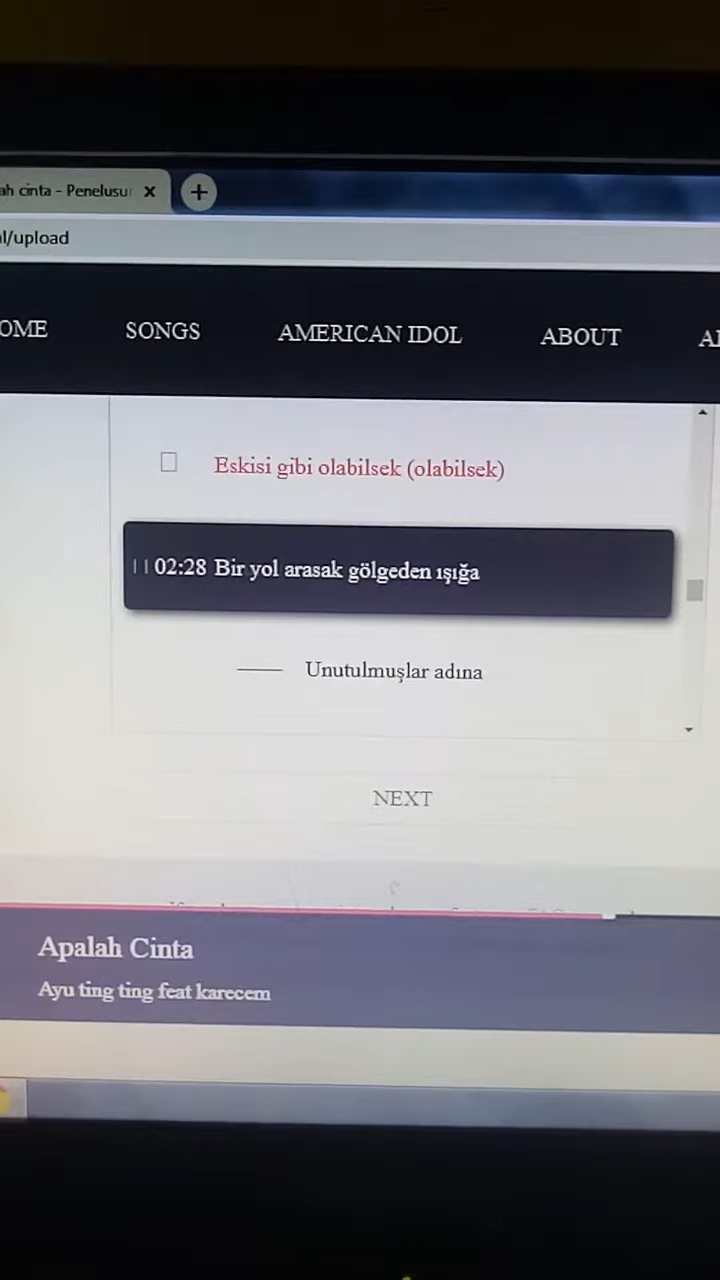 ah cinta - Penelusur
l/upload
OME SONGS AMERICAN IDOL ABOUT
Eskisi gibi olabilsek (olabilsek)
02:28 Bir yol arasak gölgeden ışığa
Unutulmuşlar adına
NEXT
Apalah Cinta
Ayu ting ting feat karecem